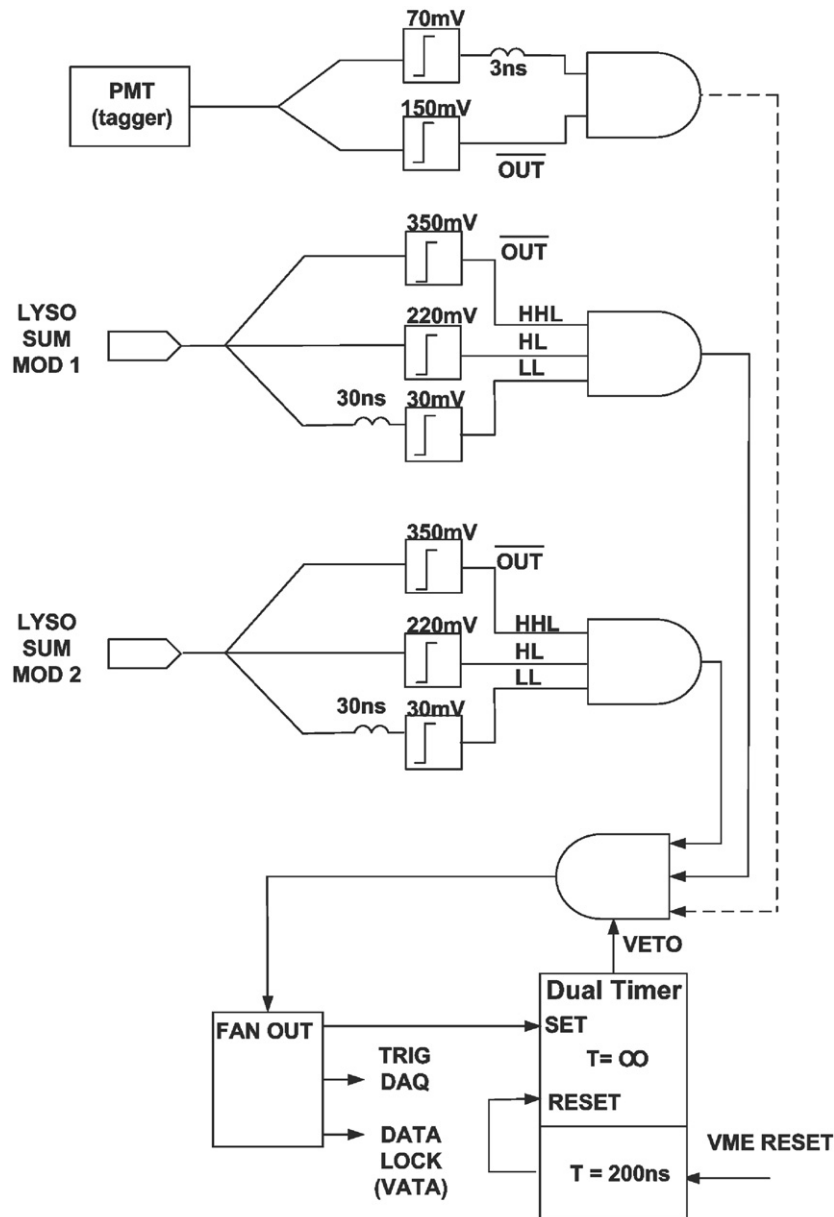 70mV
PMT
(tagger)
3ns
150mV
OUT
350mV
OUT
LYSO
SUM
MOD 1
220mV
HHL
HL
LL
30ns
30mV
350mV
OUT
LYSO
SUM
MOD 2
220mV
HHL
HL
LL
30ns
30mV
VETO
Dual Timer
FAN OUT
SET
TRIG
DAQ
T= ∞
RESET
DATA
LOCK
(VATA)
T = 200ns
VME RESET